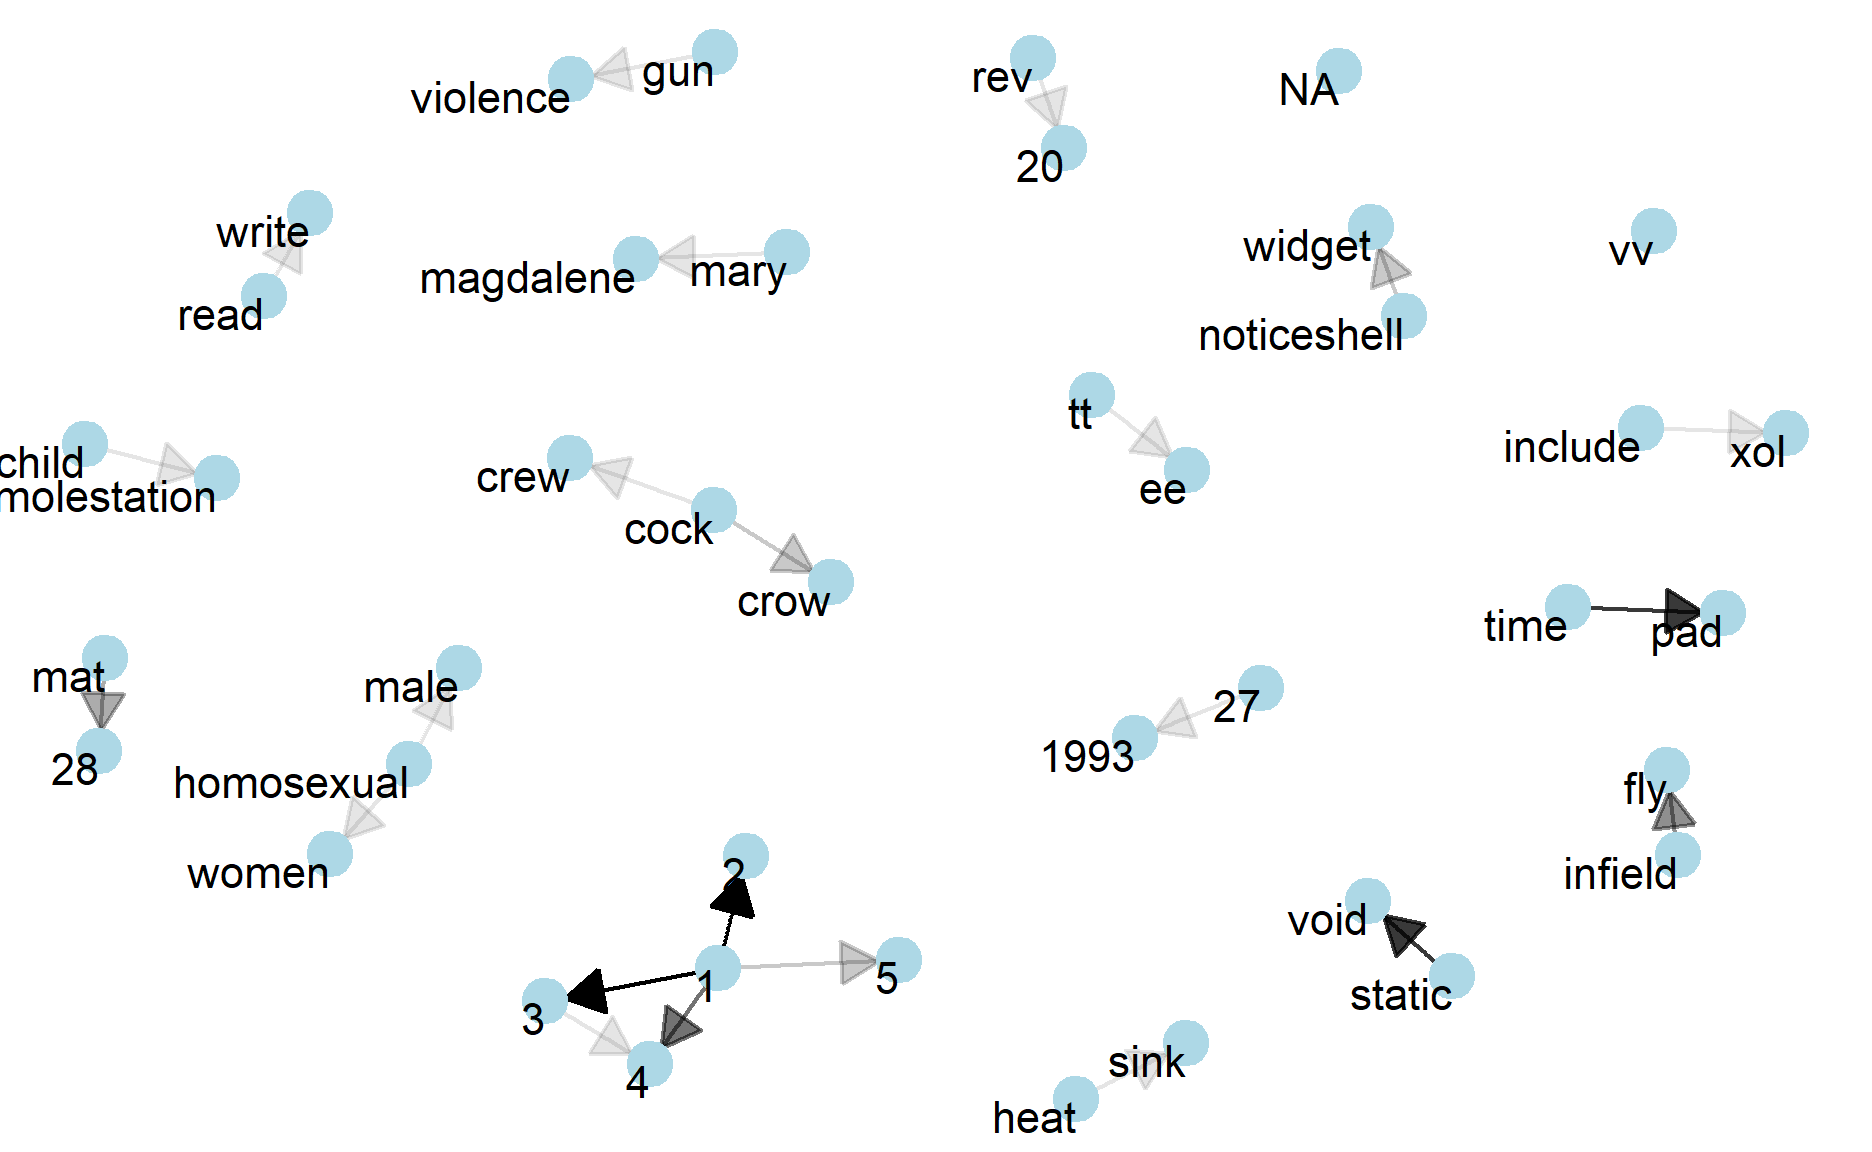 gun
violence
rev
NA
20
write
widget
vv
magdalene
mary
read
noticeshell
tt
include
xol
child
crew
ee
molestation
cock
crow
time
pad
mat
male
27
1993
28
homosexual
fly
women
2
infield
void
5
1
static
3
sink
4
heat